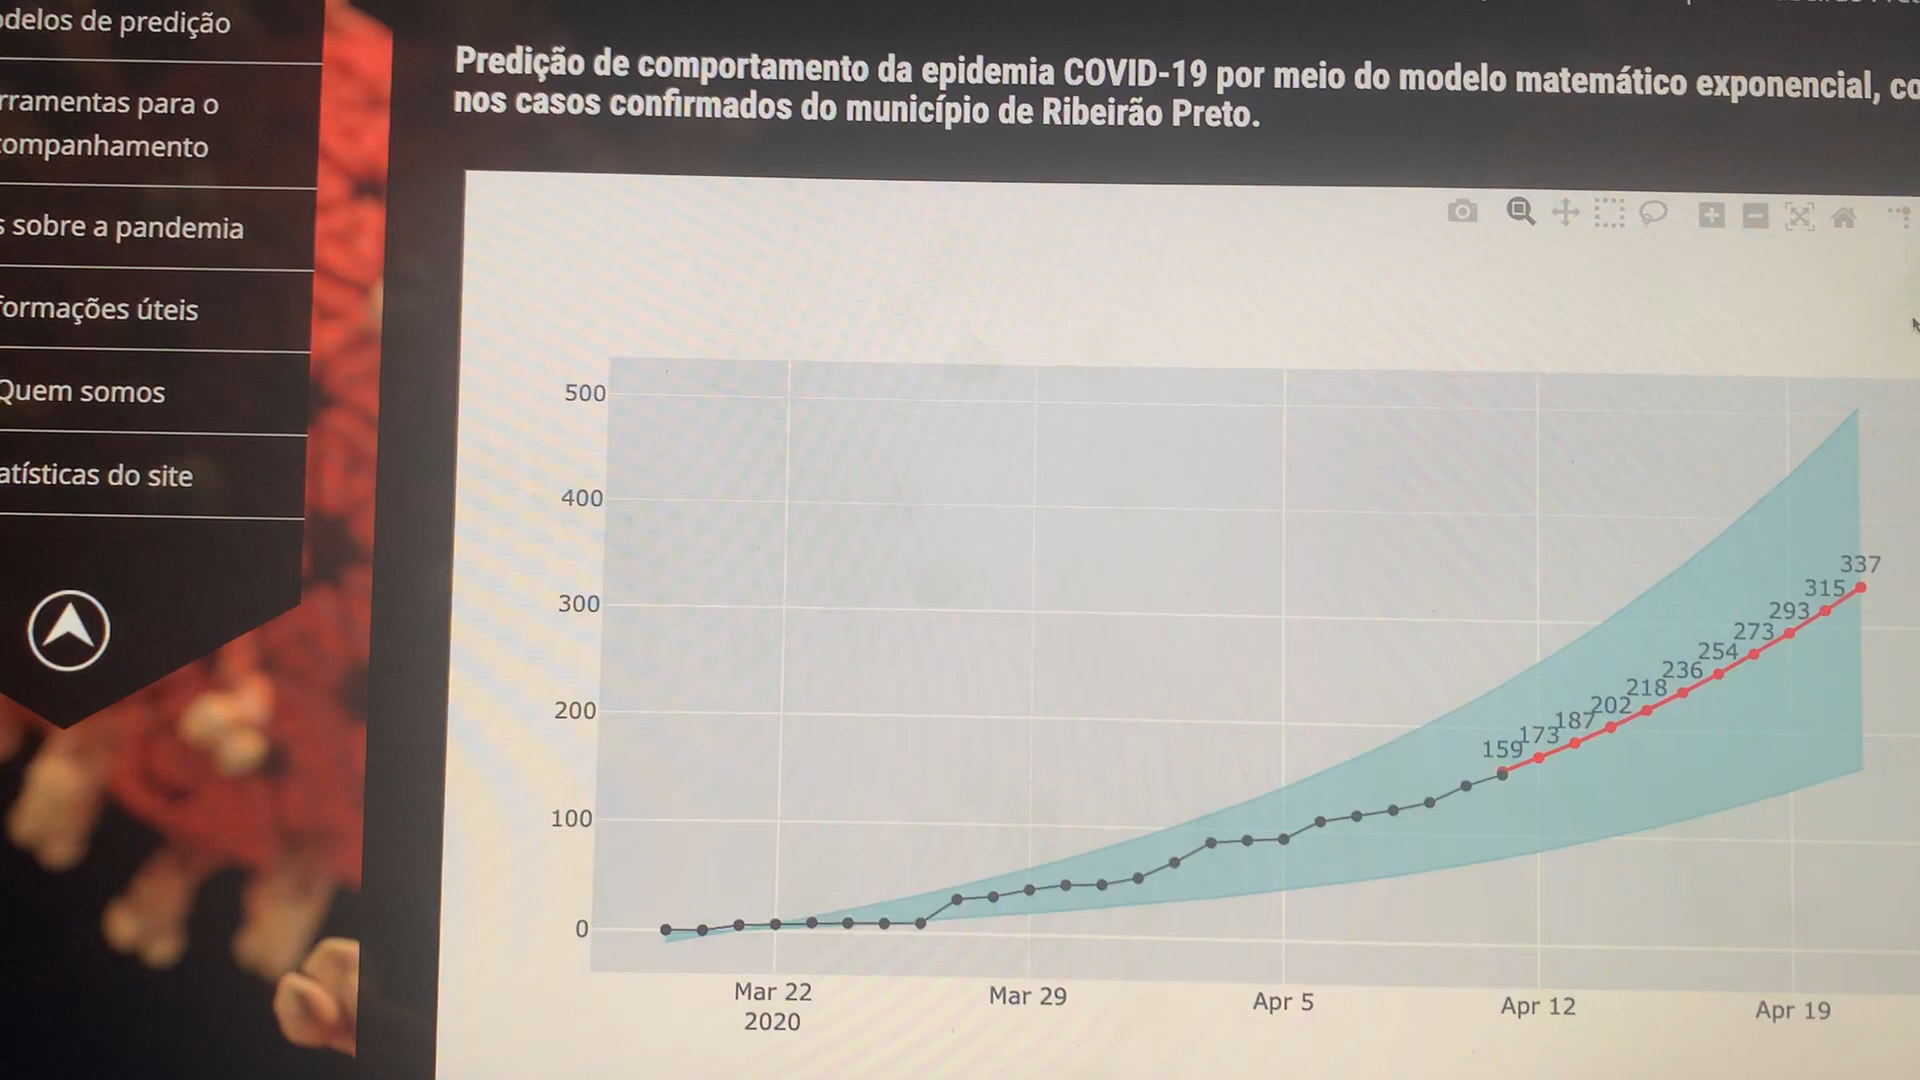 delos de predição
rramentas para o
ompanhamento
s sobre a pandemia
formações úteis
Quem somos
atísticas do site
Predição de comportamento da epidemia COVID-19 por meio do modelo matemático exponencial, co
nos casos confirmados do município de Ribeirão Preto.
500
400
300
200
100
0
159
173
187
202
218
236
254
273
293
315
337
Mar 22
2020
Mar 29
Apr 5
Apr 12
Apr 19